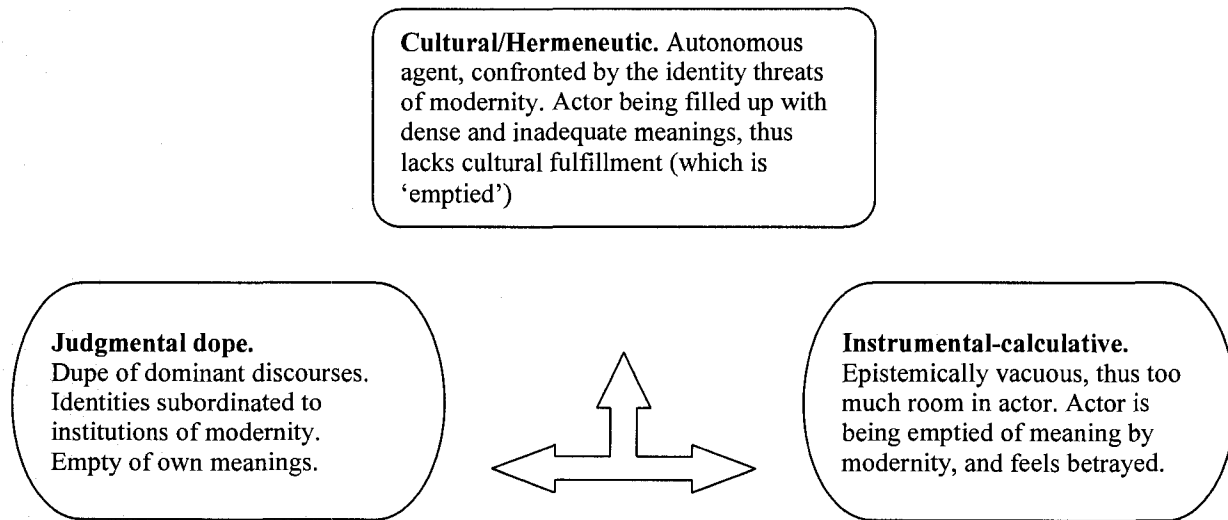 Cultural/Hermeneutic. Autonomous
agent, confronted by the identity threats
of modernity. Actor being filled up with
dense and inadequate meanings, thus
lacks cultural fulfillment (which is
‘emptied’)
Judgmental dope.
Dupe of dominant discourses.
Identities subordinated to
institutions of modernity.
Empty of own meanings.
Instrumental-calculative.
Epistemically vacuous, thus too
much room in actor. Actor is
being emptied of meaning by
modernity, and feels betrayed.